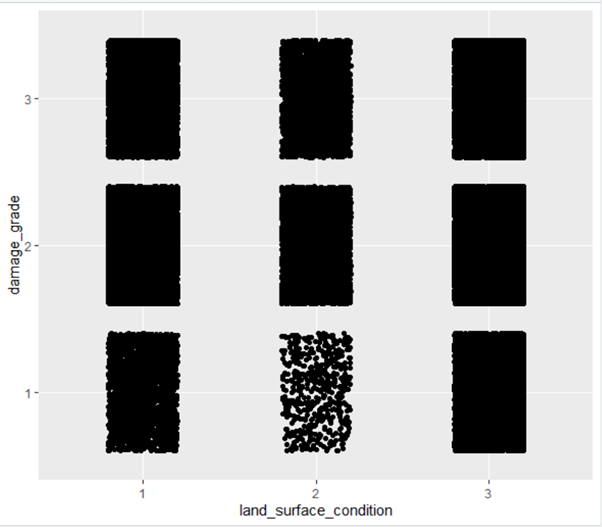 damage_grade
3
2
1
1 2 3
land_surface_condition